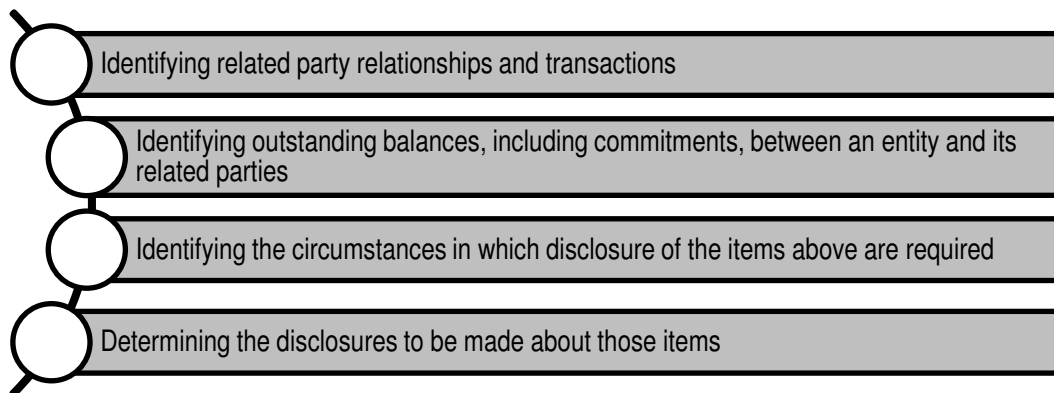 Identifying related party relationships and transactions
Identifying outstanding balances, including commitments, between an entity and its
related parties
Identifying the circumstances in which disclosure of the items above are required
Determining the disclosures to be made about those items